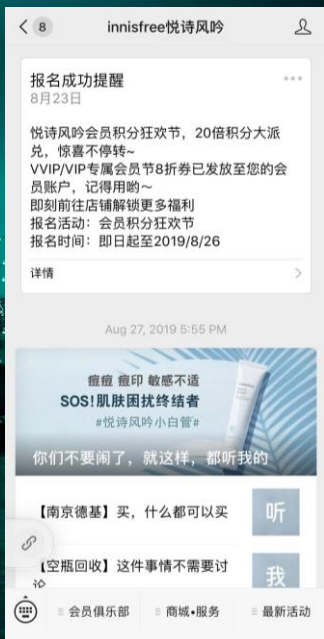 8
innisfree悦诗风吟
报名成功提醒
8月23日
悦诗风吟会员积分狂欢节，20倍积分大派
兑，惊喜不停转~
VVIP/VIP专属会员节8折券已发放至您的会
员账户，记得用哟～
即刻前往店铺解锁更多福利
报名活动：会员积分狂欢节
报名时间：即日起至2019/8/26
详情
Aug 27, 2019 5:55 PM
痘痘 痘印 敏感不适
SOS!肌肤困扰终结者
#悦诗风吟小白管#
你们不要闹了，就这样，都听我的
【南京德基】买，什么都可以买
听
【空瓶回收】这件事情不需要讨
论
我
会员俱乐部
商城•服务
最新活动